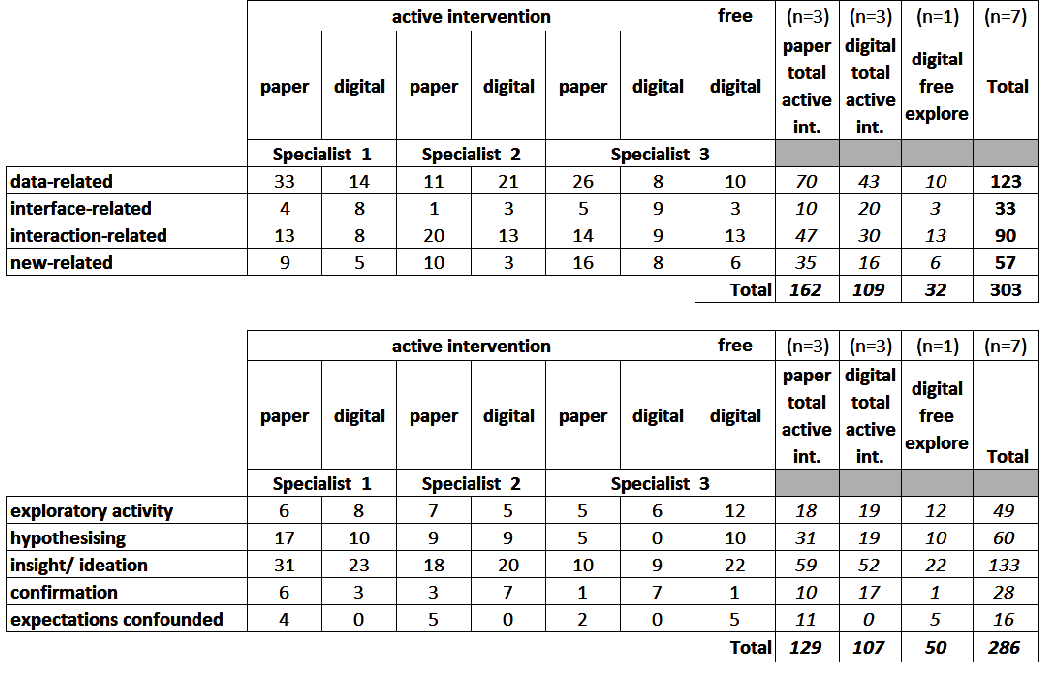 active intervention free (n=3) (n=3) (n=1) (n=7)
paper digital paper digital paper digital digital paper total active int. digital total active int. digital free explore Total
Specialist 1 Specialist 2 Specialist 3
data-related 33 14 11 21 26 8 10 70 43 10 123
interface-related 4 8 1 3 5 9 3 10 20 3 33
interaction-related 13 8 20 13 14 9 13 47 30 13 90
new-related 9 5 10 3 16 8 6 35 16 6 57
Total 162 109 32 303
active intervention free (n=3) (n=3) (n=1) (n=7)
paper digital paper digital paper digital digital paper total active int. digital total active int. digital free explore Total
Specialist 1 Specialist 2 Specialist 3
exploratory activity 6 8 7 5 5 6 12 18 19 12 49
hypothesising 17 10 9 9 5 0 10 31 19 10 60
insight/ ideation 31 23 18 20 10 9 22 59 52 22 133
confirmation 6 3 3 7 1 7 1 10 17 1 28
expectations confounded 4 0 5 0 2 0 5 11 0 5 16
Total 129 107 50 286